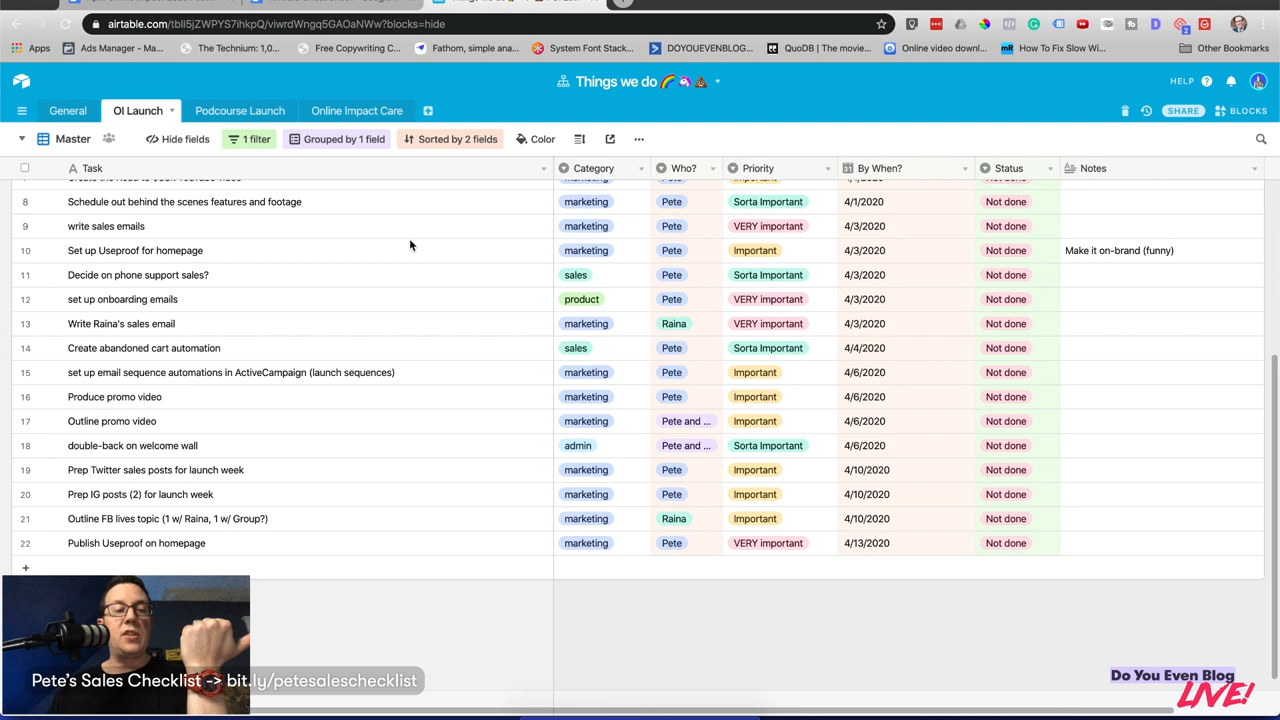 airtable.com/tblI5jZWPYS7ihkpQ/viwrdWngq5GAOaNWw?blocks=hide
Apps Ads Manager - Ma... The Technium: 1,0... Free Copywriting C... Fathom, simple ana... System Font Stack... DOYOUEVENBLOG... QuoDB | The movie... Online video downl... mR How To Fix Slow Wi... Other Bookmarks
Things we do 🌈🦄💩 HELP
General OI Launch Podcourse Launch Online Impact Care SHARE BLOCKS
Master Hide fields 1 filter Grouped by 1 field Sorted by 2 fields Color
Task Category Who? Priority By When? Status Notes
8 Schedule out behind the scenes features and footage marketing Pete Sorta Important 4/1/2020 Not done
9 write sales emails marketing Pete VERY important 4/3/2020 Not done
10 Set up Useproof for homepage marketing Pete Important 4/3/2020 Not done Make it on-brand (funny)
11 Decide on phone support sales? sales Pete Sorta Important 4/3/2020 Not done
12 set up onboarding emails product Pete VERY important 4/3/2020 Not done
13 Write Raina's sales email marketing Raina VERY important 4/3/2020 Not done
14 Create abandoned cart automation sales Pete Sorta Important 4/4/2020 Not done
15 set up email sequence automations in ActiveCampaign (launch sequences) marketing Pete Important 4/6/2020 Not done
16 Produce promo video marketing Pete Important 4/6/2020 Not done
17 Outline promo video marketing Pete and ... Important 4/6/2020 Not done
18 double-back on welcome wall admin Pete and ... Sorta Important 4/6/2020 Not done
19 Prep Twitter sales posts for launch week marketing Pete Important 4/10/2020 Not done
20 Prep IG posts (2) for launch week marketing Pete Important 4/10/2020 Not done
21 Outline FB lives topic (1 w/ Raina, 1 w/ Group?) marketing Raina Important 4/10/2020 Not done
22 Publish Useproof on homepage marketing Pete VERY important 4/13/2020 Not done
+
Pete's Sales Checklist -> bit.ly/petesaleschecklist
Do You Even Blog
LIVE!